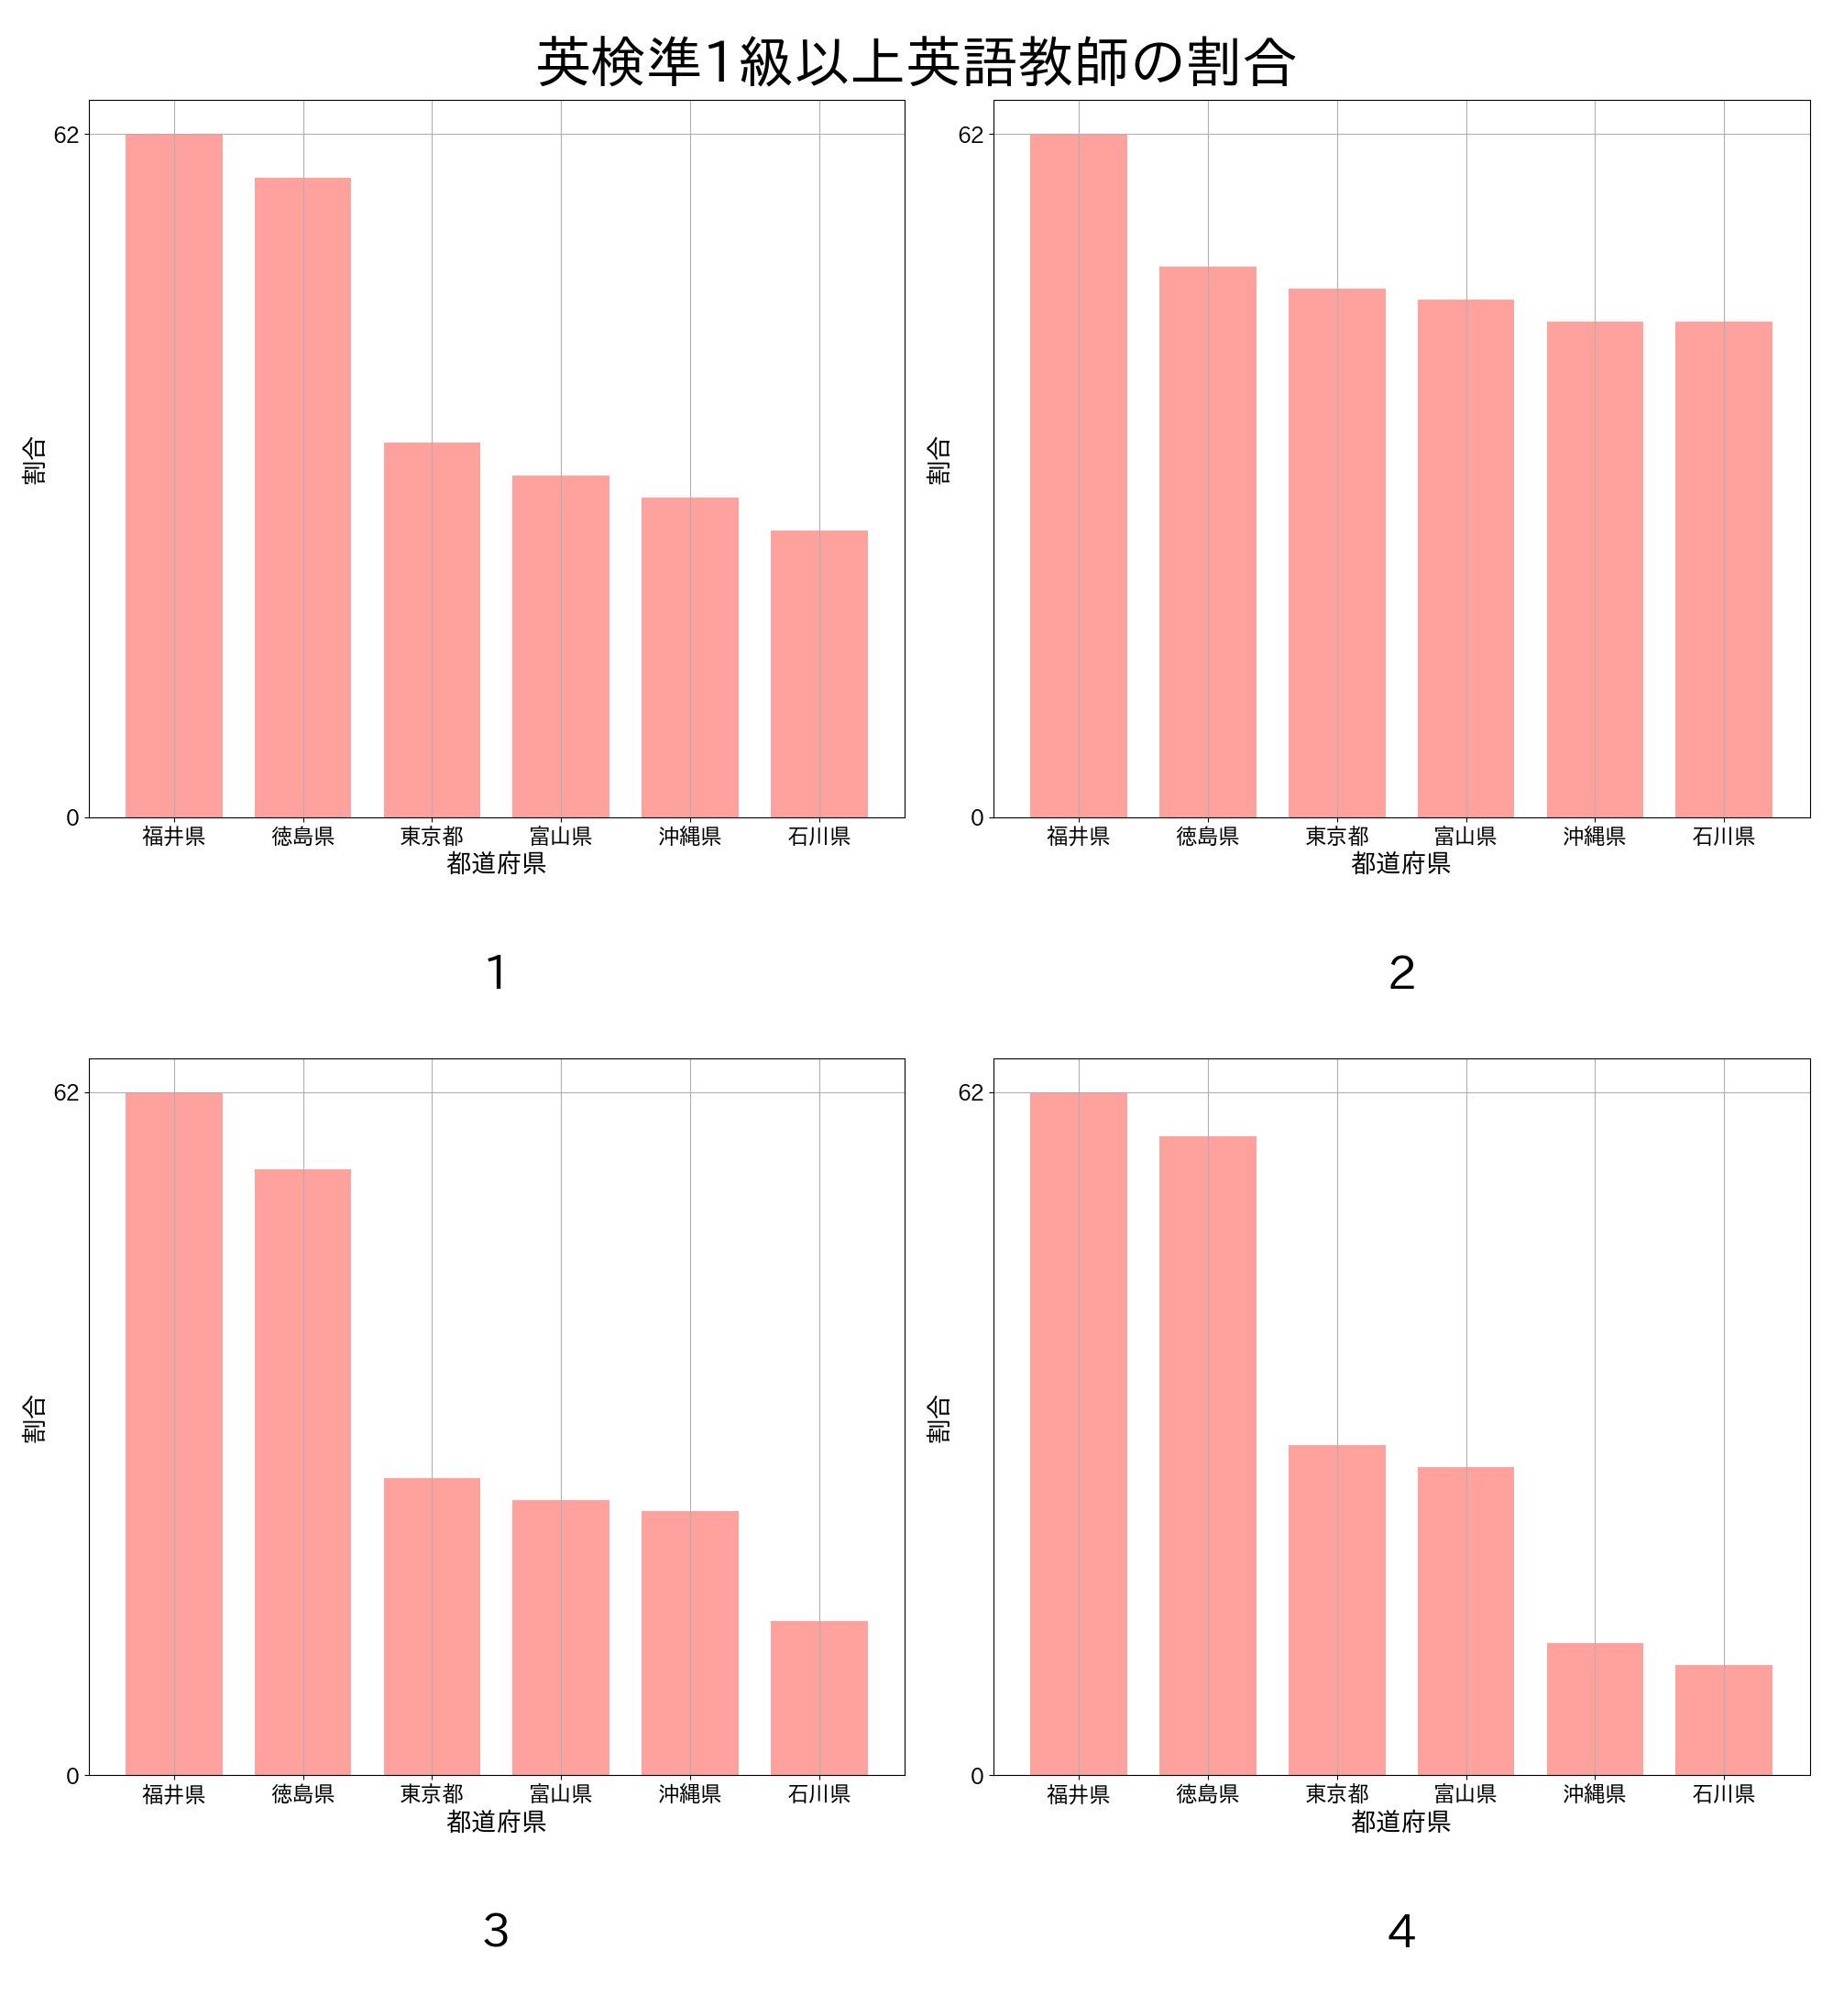 英検準1級以上英語教師の割合
62
0
割合
福井県 徳島県 東京都 富山県 沖縄県 石川県
都道府県
1
62
0
割合
福井県 徳島県 東京都 富山県 沖縄県 石川県
都道府県
2
62
0
割合
福井県 徳島県 東京都 富山県 沖縄県 石川県
都道府県
3
62
0
割合
福井県 徳島県 東京都 富山県 沖縄県 石川県
都道府県
4